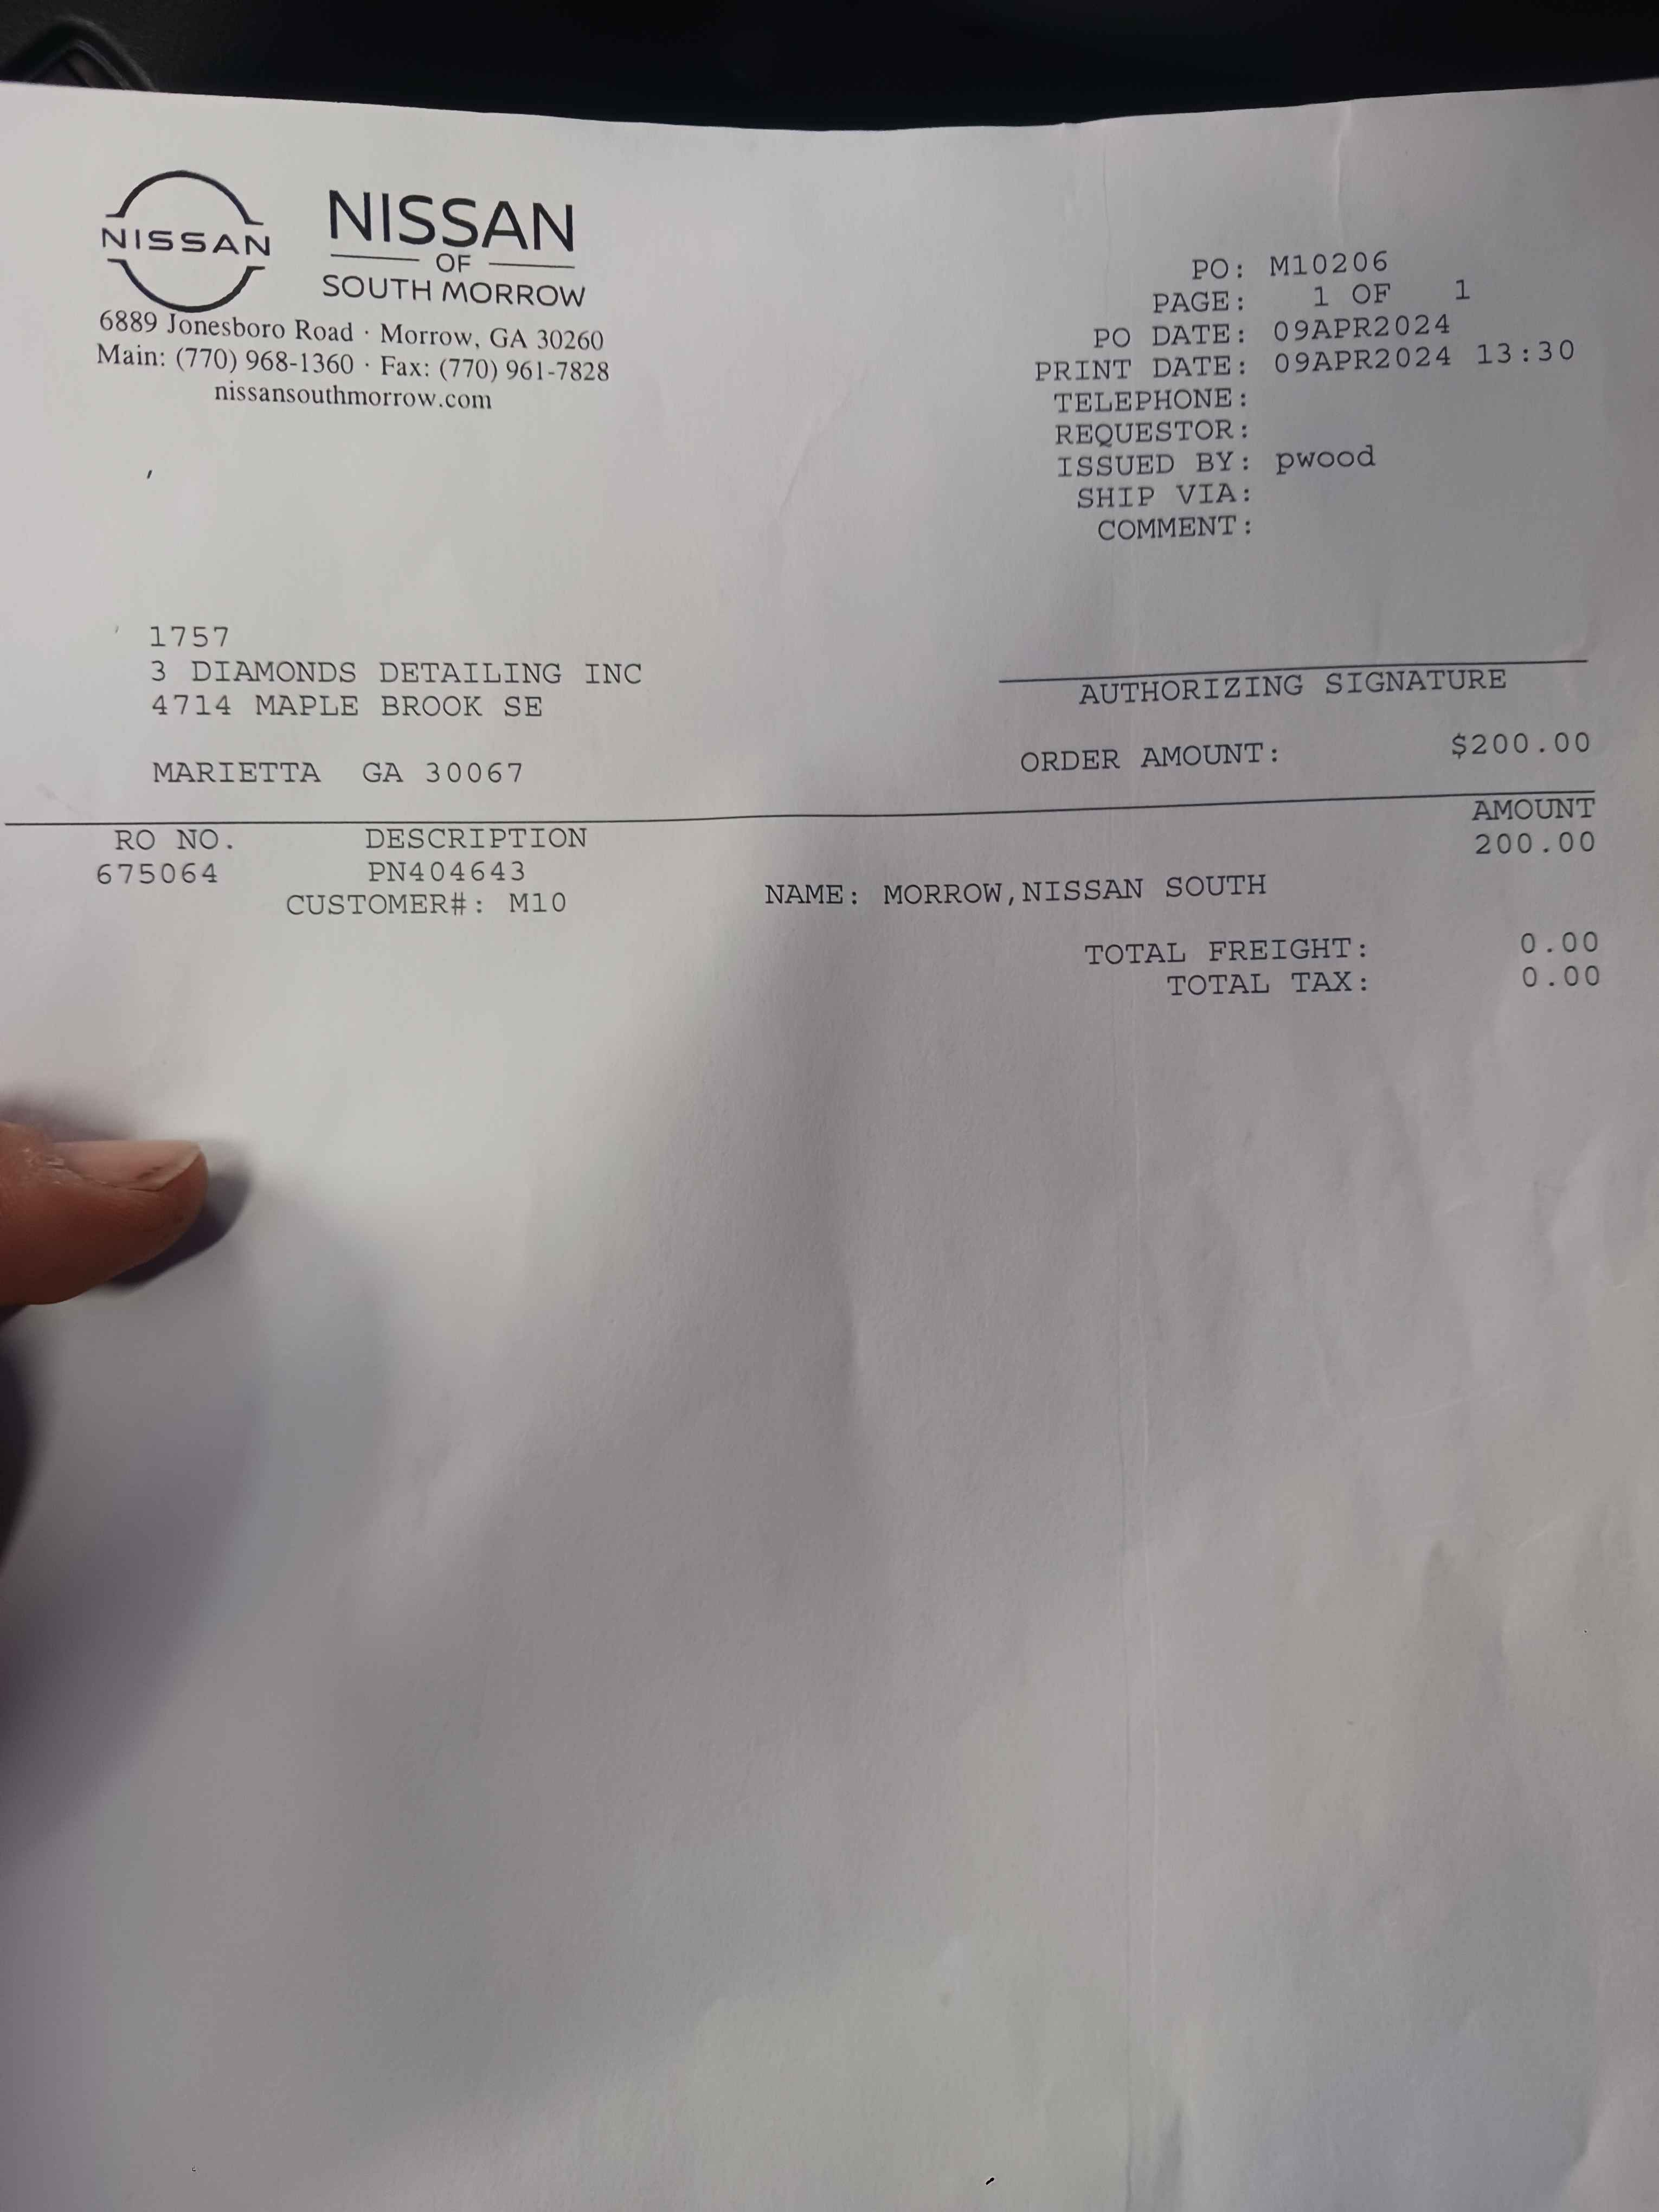 NISSAN
NISSAN
OF
SOUTH MORROW
6889 Jonesboro Road · Morrow, GA 30260
Main: (770) 968-1360 · Fax: (770) 961-7828
nissansouthmorrow.com
PO: M10206
PAGE: 1 OF 1
PO DATE: 09APR2024
PRINT DATE: 09APR2024 13:30
TELEPHONE:
REQUESTOR:
ISSUED BY: pwood
SHIP VIA:
COMMENT:
1757
3 DIAMONDS DETAILING INC
4714 MAPLE BROOK SE
MARIETTA GA 30067
AUTHORIZING SIGNATURE
ORDER AMOUNT: $200.00
RO NO. DESCRIPTION AMOUNT
675064 PN404643 200.00
CUSTOMER#: M10 NAME: MORROW,NISSAN SOUTH
TOTAL FREIGHT: 0.00
TOTAL TAX: 0.00